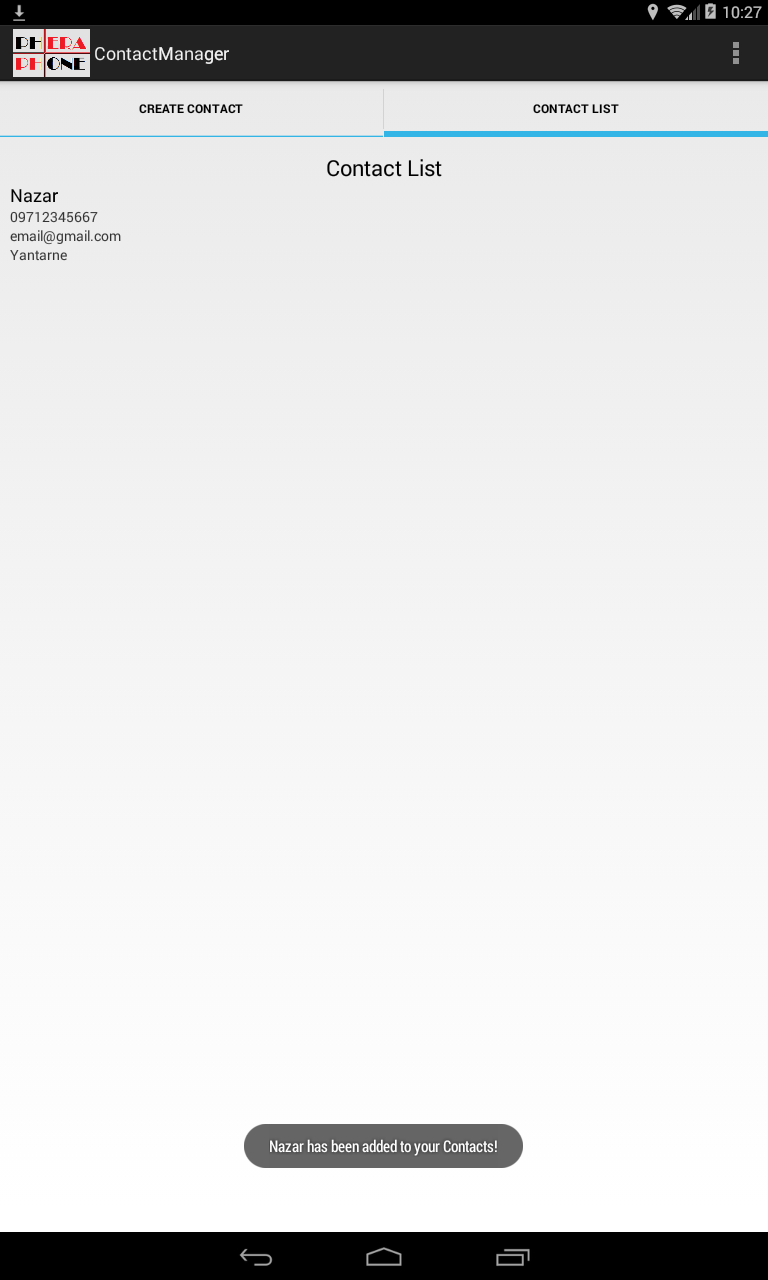 10:27
PH ERA
PH ONE
ContactManager
CREATE CONTACT
CONTACT LIST
Contact List
Nazar
09712345667
email@gmail.com
Yantarne
Nazar has been added to your Contacts!